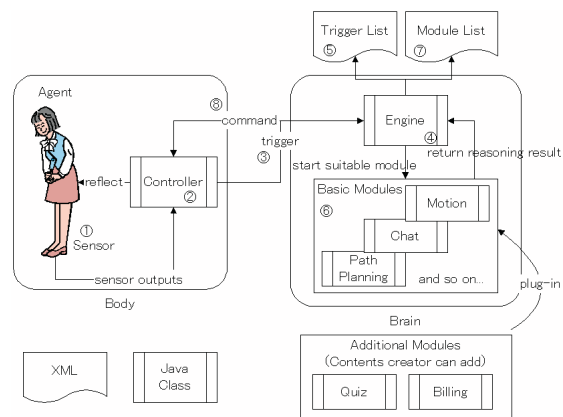 Trigger List
⑤
Module List
⑦
Agent
⑧
command
trigger
③
Engine
④
return reasoning result
start suitable module
reflect
Controller
②
①
Sensor
sensor outputs
Body
Basic Modules
⑥
Motion
Chat
Path
Planning
and so on...
plug-in
Brain
Additional Modules
(Contents creator can add)
Quiz
Billing
XML
Java
Class